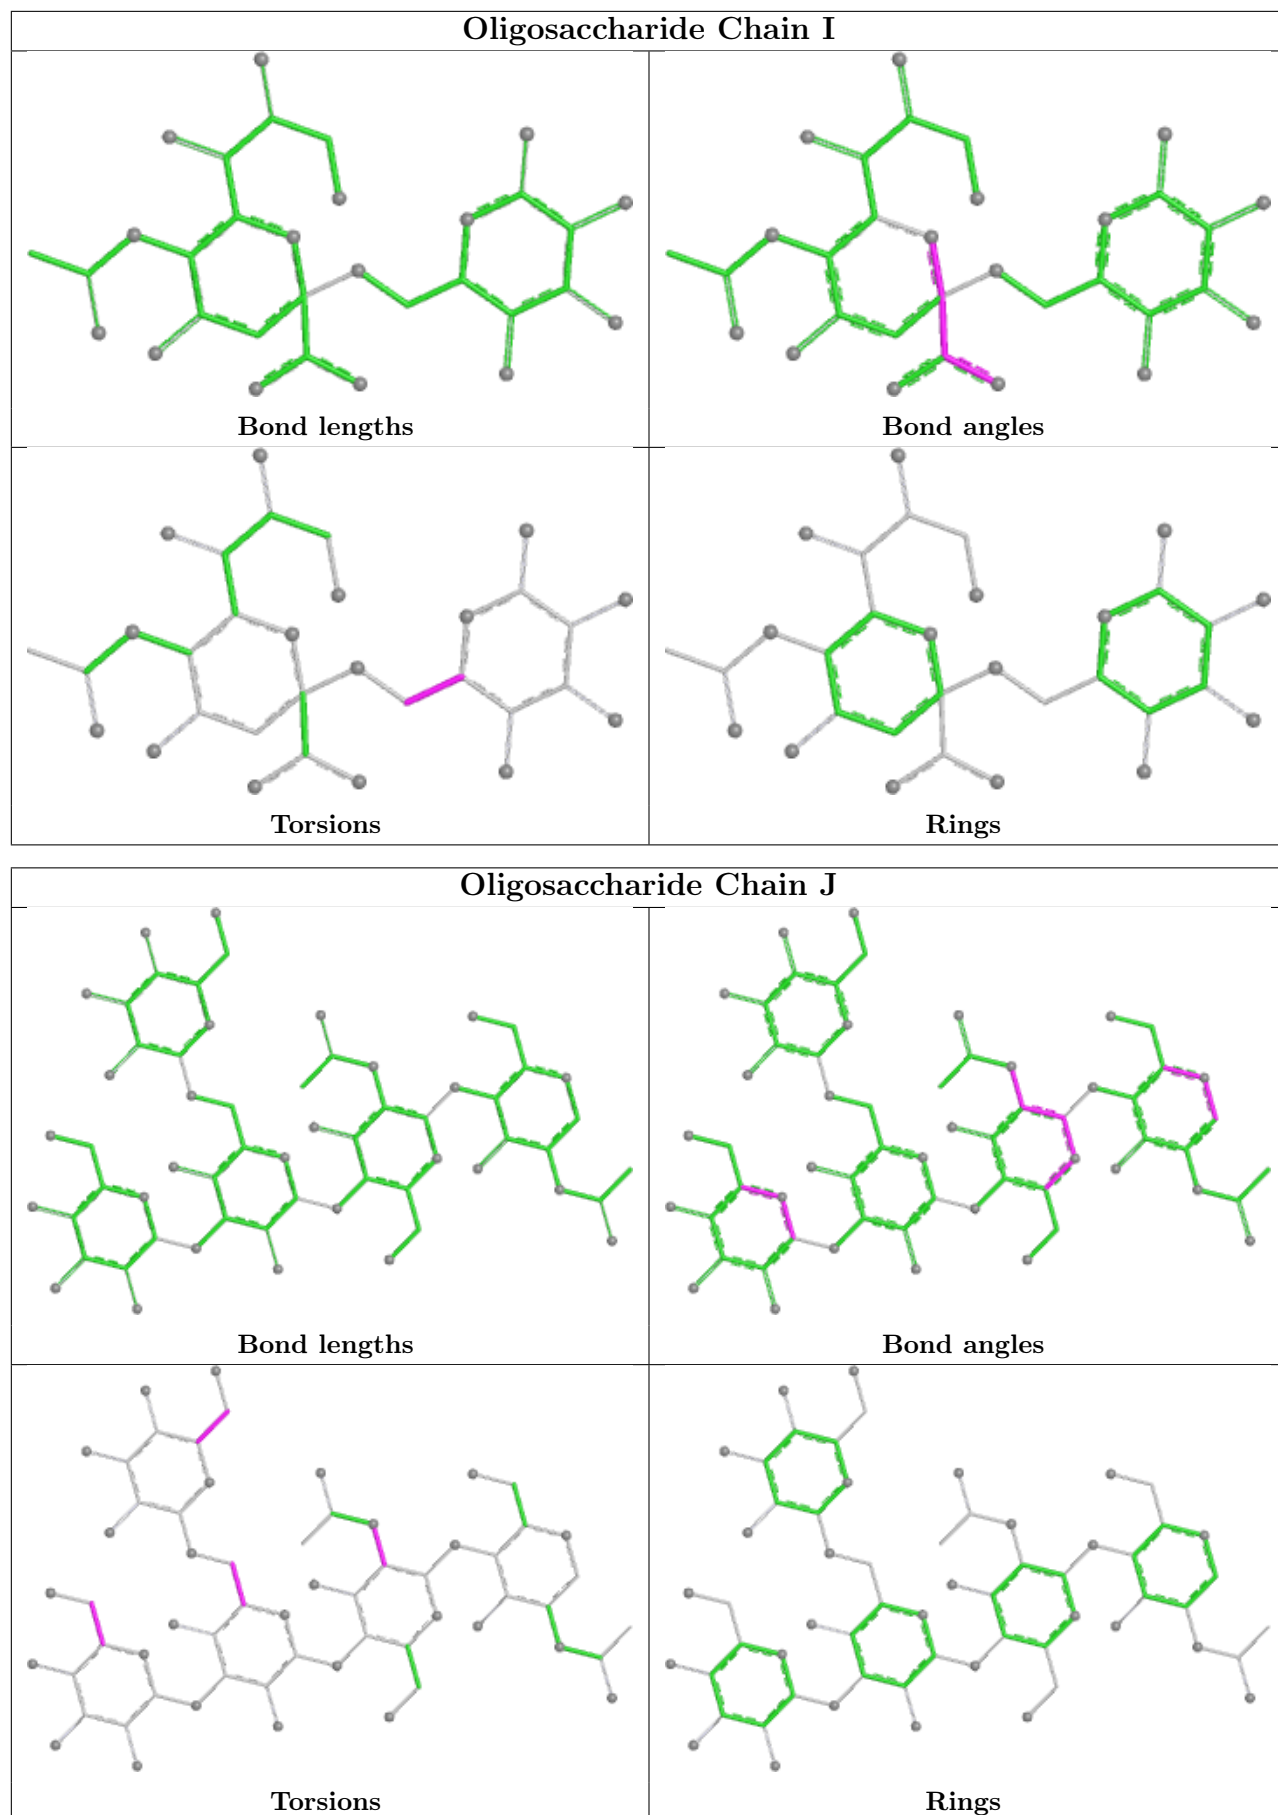 Oligosaccharide Chain I
Bond lengths
Bond angles
Torsions
Rings
Oligosaccharide Chain J
Bond lengths
Bond angles
Torsions
Rings